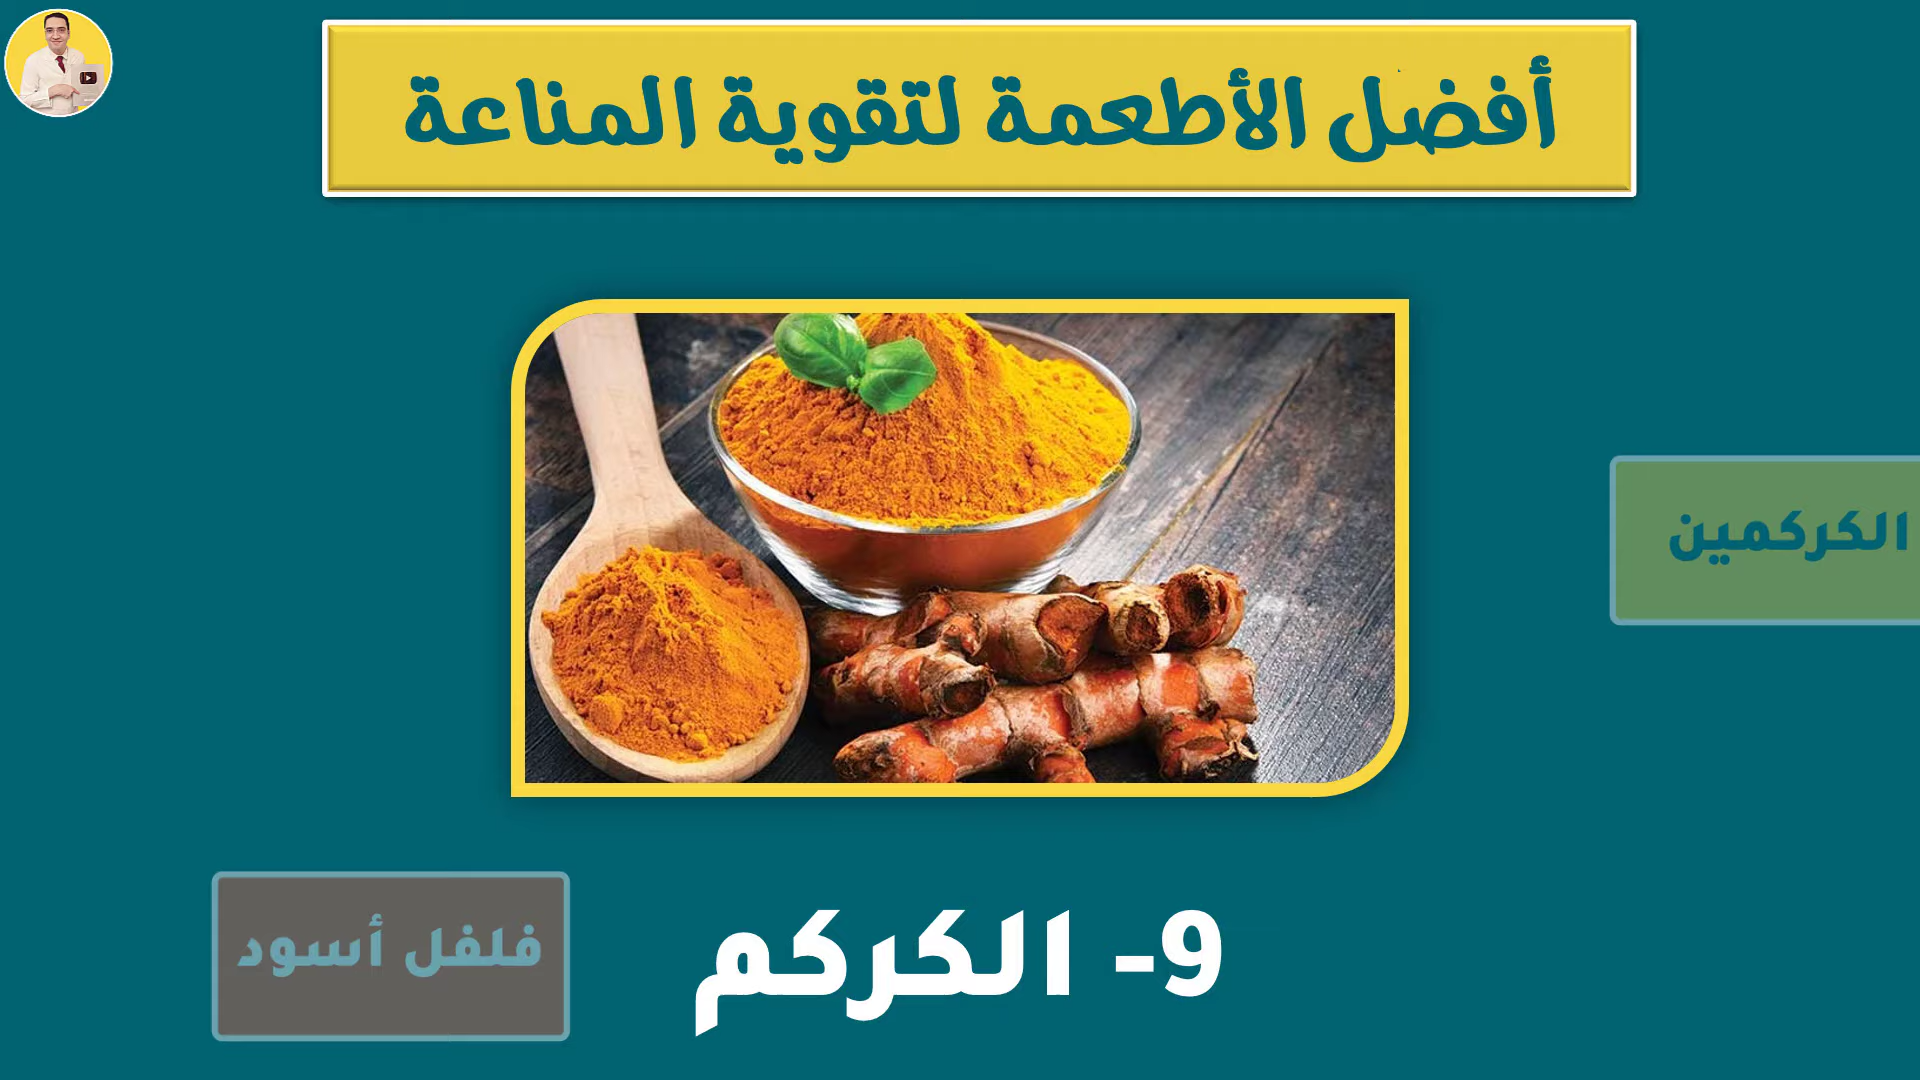 أفضل الأطعمة لتقوية المناعة
الكركمين
9- الكركم
فلفل أسود